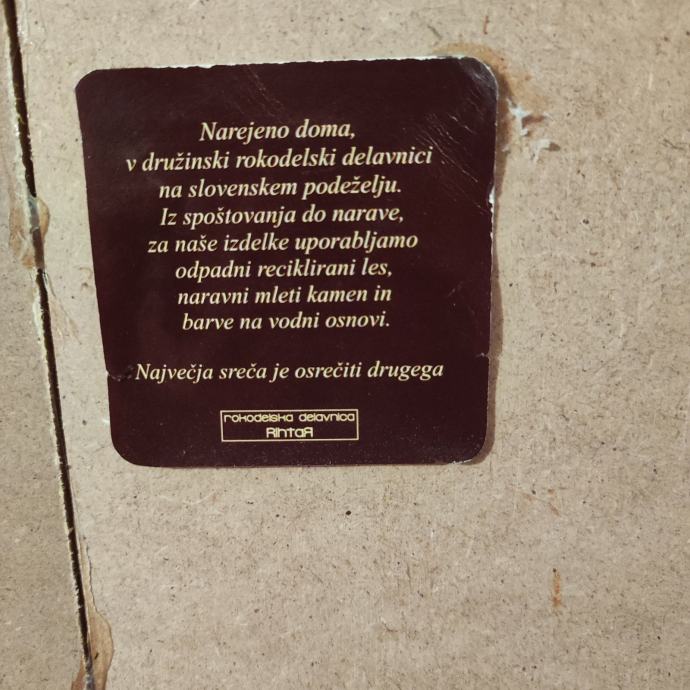 Narejeno doma,
v družinski rokodelski delavnici
na slovenskem podeželju.
Iz spoštovanja do narave,
za naše izdelke uporabljamo
odpadni reciklirani les,
naravni mleti kamen in
barve na vodni osnovi.
Največja sreča je osrečiti drugega
rokodelska delavnica
RihtaR